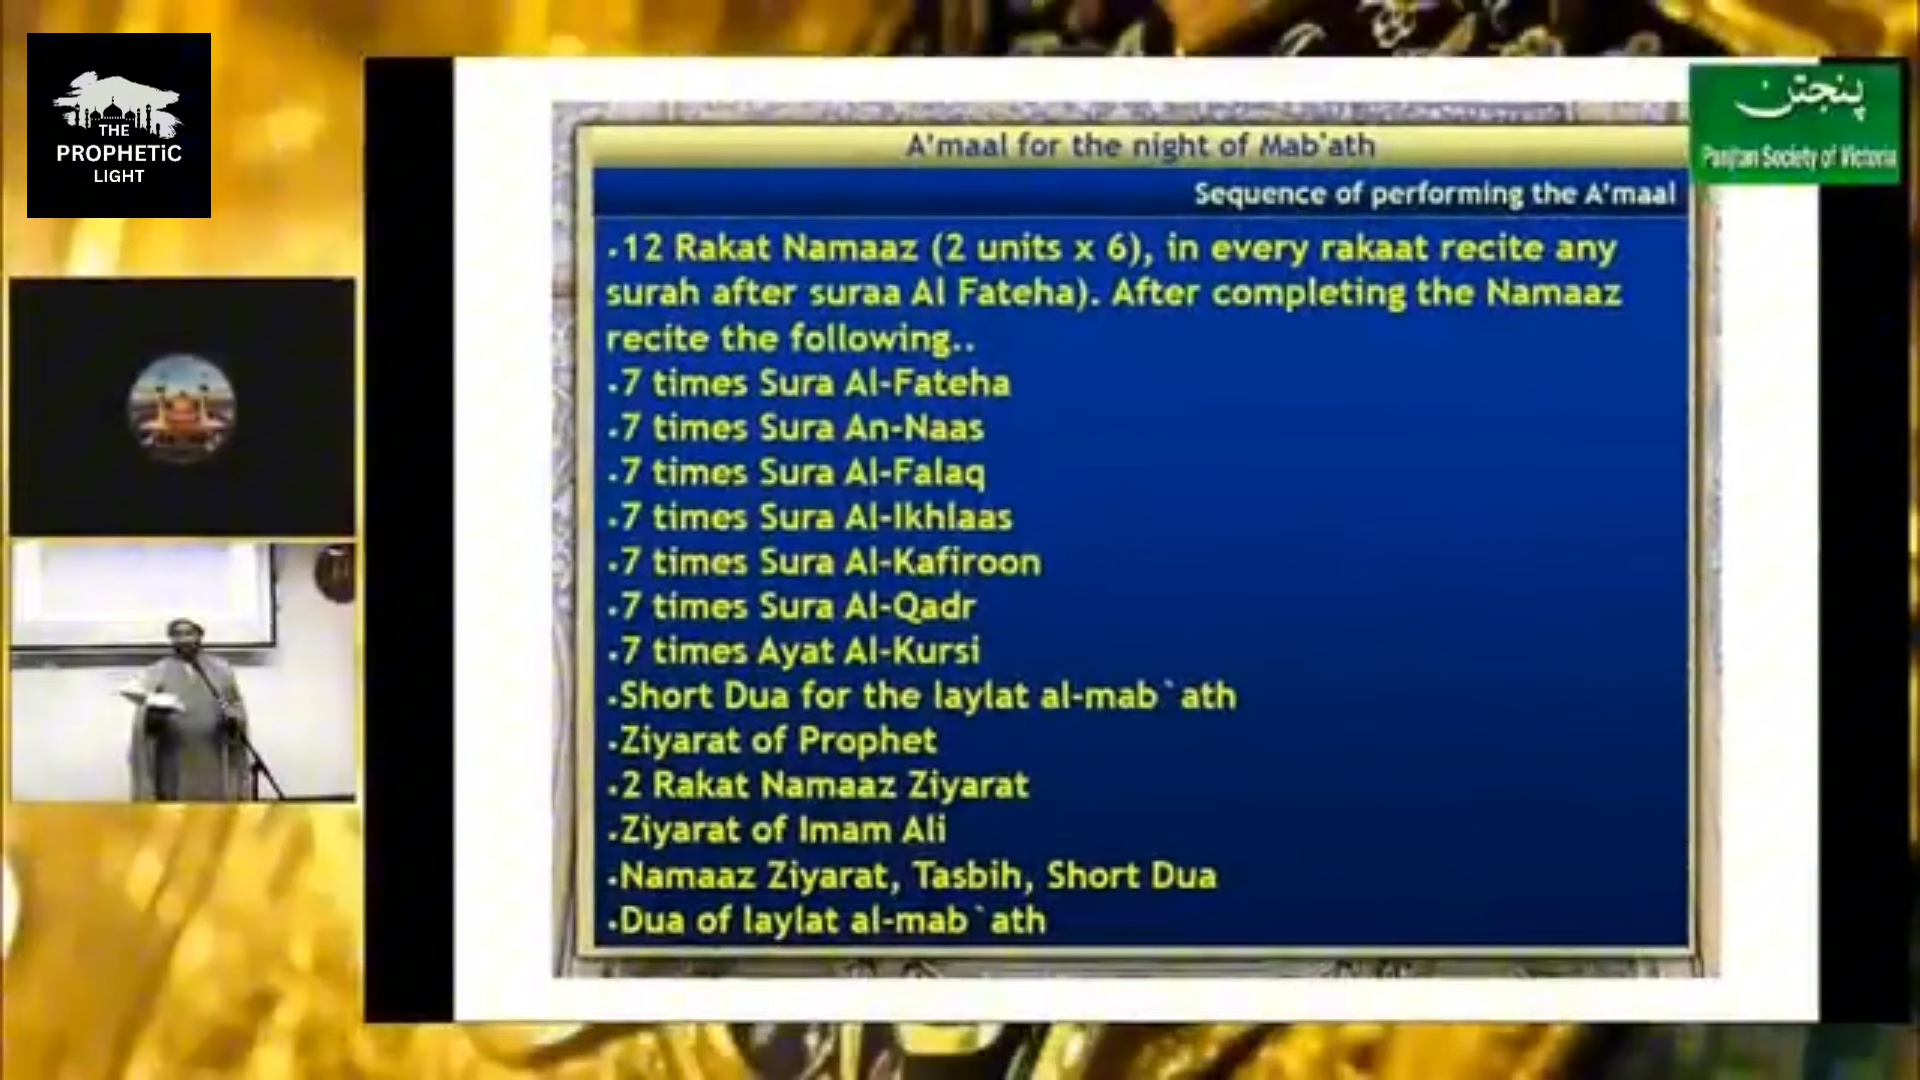 THE
PROPHETiC
LIGHT
پنجتن
Panjtan Society of Victoria
A'maal for the night of Mab'ath
Sequence of performing the A'maal
•12 Rakat Namaaz (2 units x 6), in every rakaat recite any
surah after suraa Al Fateha). After completing the Namaaz
recite the following..
•7 times Sura Al-Fateha
•7 times Sura An-Naas
•7 times Sura Al-Falaq
•7 times Sura Al-Ikhlaas
•7 times Sura Al-Kafiroon
•7 times Sura Al-Qadr
•7 times Ayat Al-Kursi
•Short Dua for the laylat al-mab`ath
•Ziyarat of Prophet
•2 Rakat Namaaz Ziyarat
•Ziyarat of Imam Ali
•Namaaz Ziyarat, Tasbih, Short Dua
•Dua of laylat al-mab`ath